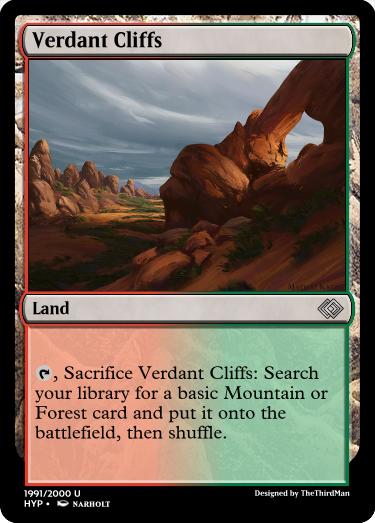 Verdant Cliffs
Land
, Sacrifice Verdant Cliffs: Search
your library for a basic Mountain or
Forest card and put it onto the
battlefield, then shuffle.
1991/2000 U
Designed by TheThirdMan
HYP • NARHOLT